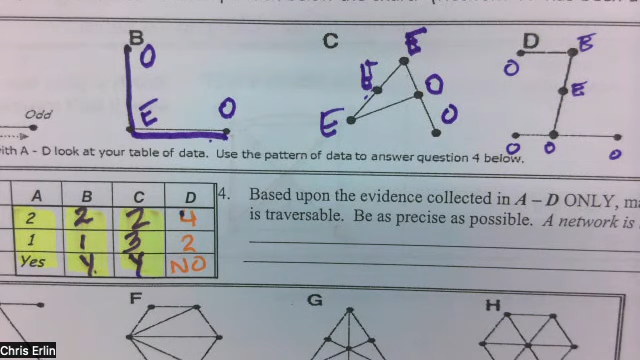 B C D
O E O
E E E O O
O E E O O O
Odd
with A - D look at your table of data. Use the pattern of data to answer question 4 below.
A B C D
2 2 2 4
1 1 3 2
Yes Y. Y NO
4. Based upon the evidence collected in A – D ONLY,
is traversable. Be as precise as possible. A network is
F G H
Chris Erlin